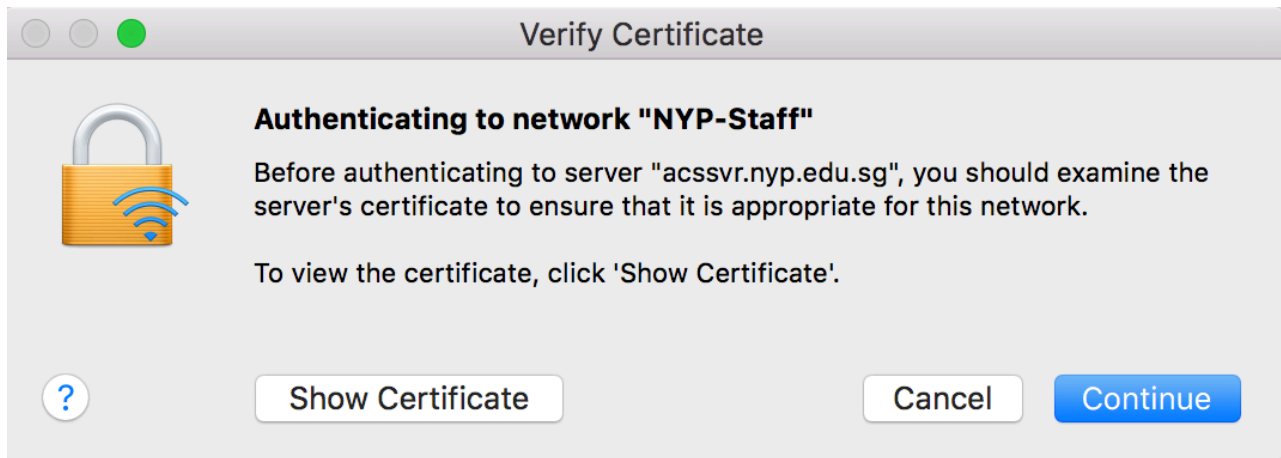 Verify Certificate
Authenticating to network "NYP-Staff"
Before authenticating to server "acssvr.nyp.edu.sg", you should examine the
server's certificate to ensure that it is appropriate for this network.
To view the certificate, click 'Show Certificate'.
?
Show Certificate
Cancel
Continue